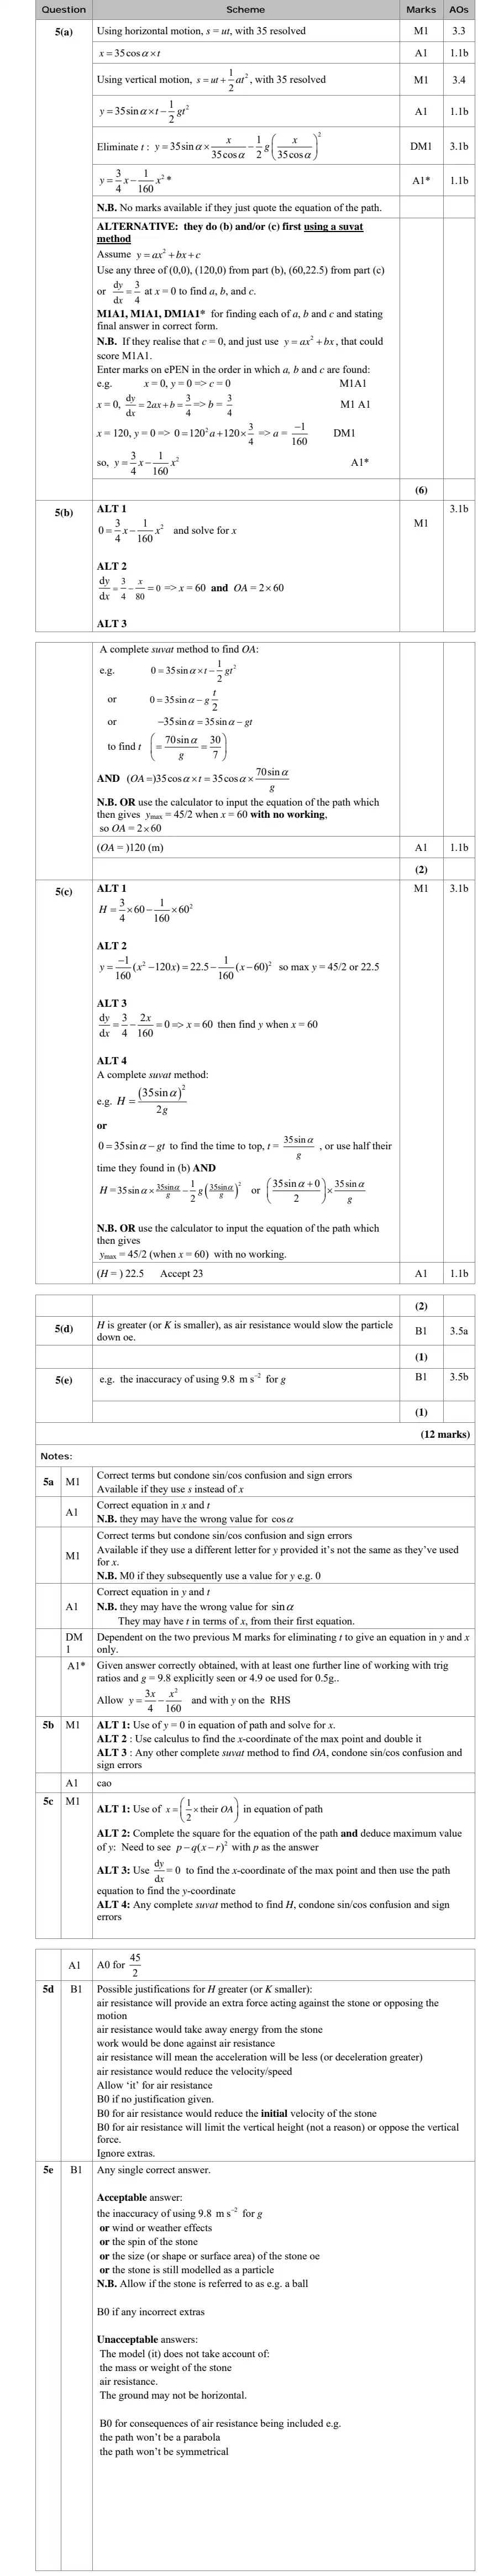 Question Scheme Marks AOs
5(a) Using horizontal motion, s = ut, with 35 resolved M1 3.3
x = 35cos α × t A1 1.1b
Using vertical motion, s = ut + 1/2 at², with 35 resolved M1 3.4
y = 35sin α × t − 1/2 gt² A1 1.1b
Eliminate t : y = 35sin α × x/(35cos α) − 1/2 g(x/(35cos α))² DM1 3.1b
y = 3/4 x − 1/160 x² * A1* 1.1b
N.B. No marks available if they just quote the equation of the path.
ALTERNATIVE: they do (b) and/or (c) first using a suvat
method
Assume y = ax² + bx + c
Use any three of (0,0), (120,0) from part (b), (60,22.5) from part (c)
or dy/dx = 3/4 at x = 0 to find a, b, and c.
M1A1, M1A1, DM1A1* for finding each of a, b and c and stating
final answer in correct form.
N.B. If they realise that c = 0, and just use y = ax² + bx, that could
score M1A1.
Enter marks on ePEN in the order in which a, b and c are found:
e.g. x = 0, y = 0 => c = 0 M1A1
x = 0, dy/dx = 2ax + b = 3/4 => b = 3/4 M1 A1
x = 120, y = 0 => 0 = 120²a + 120 × 3/4 => a = −1/160 DM1
so, y = 3/4 x − 1/160 x² A1*
(6)
5(b) ALT 1 3.1b
0 = 3/4 x − 1/160 x² and solve for x M1
ALT 2
dy/dx = 3/4 − x/80 = 0 => x = 60 and OA = 2 × 60
ALT 3
A complete suvat method to find OA:
e.g. 0 = 35sin α × t − 1/2 gt²
or 0 = 35sin α − g t/2
or −35sin α = 35sin α − gt
to find t (= 70sin α/g = 30/7)
AND (OA =)35cos α × t = 35cos α × 70sin α/g
N.B. OR use the calculator to input the equation of the path which
then gives ymax = 45/2 when x = 60 with no working,
so OA = 2 × 60
(OA = )120 (m) A1 1.1b
(2)
5(c) ALT 1 M1 3.1b
H = 3/4 × 60 − 1/160 × 60²
ALT 2
y = −1/160 (x² − 120x) = 22.5 − 1/160 (x − 60)² so max y = 45/2 or 22.5
ALT 3
dy/dx = 3/4 − 2x/160 = 0 => x = 60 then find y when x = 60
ALT 4
A complete suvat method:
e.g. H = (35sin α)²/2g
or
0 = 35sin α − gt to find the time to top, t = 35sin α/g , or use half their
time they found in (b) AND
H = 35sin α × 35sinα/g − 1/2 g(35sinα/g)² or ((35sin α + 0)/2) × 35sin α/g
N.B. OR use the calculator to input the equation of the path which
then gives
ymax = 45/2 (when x = 60) with no working.
(H = ) 22.5 Accept 23 A1 1.1b
(2)
5(d) H is greater (or K is smaller), as air resistance would slow the particle
down oe. B1 3.5a
(1)
5(e) e.g. the inaccuracy of using 9.8 m s⁻² for g B1 3.5b
(1)
(12 marks)
Notes:
5a M1 Correct terms but condone sin/cos confusion and sign errors
Available if they use s instead of x
A1 Correct equation in x and t
N.B. they may have the wrong value for cos α
M1 Correct terms but condone sin/cos confusion and sign errors
Available if they use a different letter for y provided it's not the same as they've used
for x.
N.B. M0 if they subsequently use a value for y e.g. 0
A1 Correct equation in y and t
N.B. they may have the wrong value for sin α
They may have t in terms of x, from their first equation.
DM Dependent on the two previous M marks for eliminating t to give an equation in y and x
1 only.
A1* Given answer correctly obtained, with at least one further line of working with trig
ratios and g = 9.8 explicitly seen or 4.9 oe used for 0.5g..
Allow y = 3x/4 − x²/160 and with y on the RHS
5b M1 ALT 1: Use of y = 0 in equation of path and solve for x.
ALT 2 : Use calculus to find the x-coordinate of the max point and double it
ALT 3 : Any other complete suvat method to find OA, condone sin/cos confusion and
sign errors
A1 cao
5c M1 ALT 1: Use of x = (1/2 × their OA) in equation of path
ALT 2: Complete the square for the equation of the path and deduce maximum value
of y: Need to see p − q(x − r)² with p as the answer
ALT 3: Use dy/dx = 0 to find the x-coordinate of the max point and then use the path
equation to find the y-coordinate
ALT 4: Any complete suvat method to find H, condone sin/cos confusion and sign
errors
A1 A0 for 45/2
5d B1 Possible justifications for H greater (or K smaller):
air resistance will provide an extra force acting against the stone or opposing the
motion
air resistance would take away energy from the stone
work would be done against air resistance
air resistance will mean the acceleration will be less (or deceleration greater)
air resistance would reduce the velocity/speed
Allow 'it' for air resistance
B0 if no justification given.
B0 for air resistance would reduce the initial velocity of the stone
B0 for air resistance will limit the vertical height (not a reason) or oppose the vertical
force.
Ignore extras.
5e B1 Any single correct answer.
Acceptable answer:
the inaccuracy of using 9.8 m s⁻² for g
or wind or weather effects
or the spin of the stone
or the size (or shape or surface area) of the stone oe
or the stone is still modelled as a particle
N.B. Allow if the stone is referred to as e.g. a ball
B0 if any incorrect extras
Unacceptable answers:
The model (it) does not take account of:
the mass or weight of the stone
air resistance.
The ground may not be horizontal.
B0 for consequences of air resistance being included e.g.
the path won't be a parabola
the path won't be symmetrical